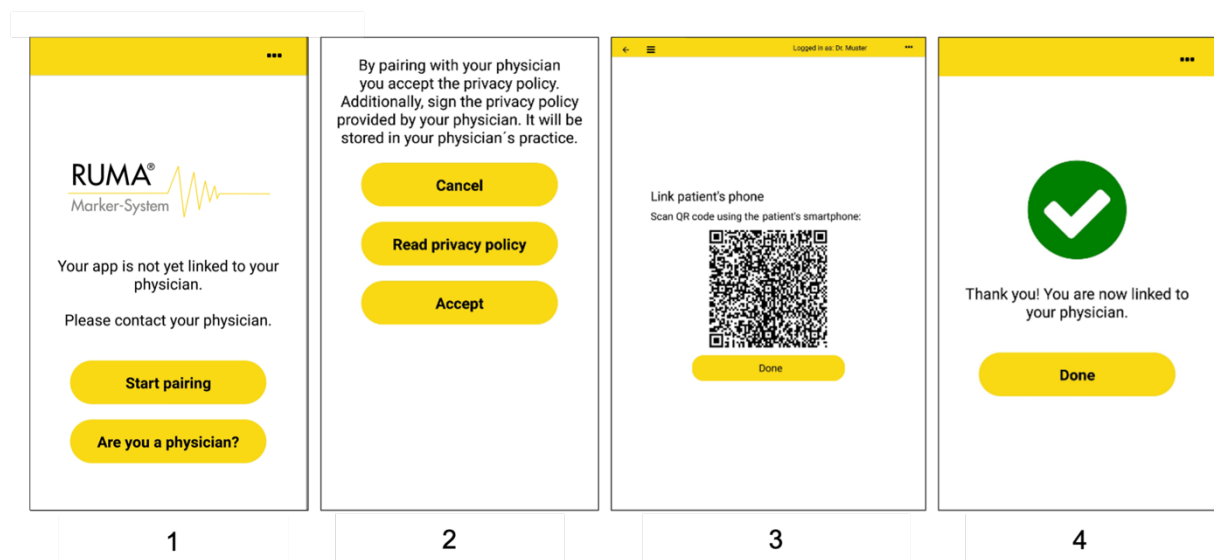 •••
RUMA®
Marker-System
Your app is not yet linked to your
physician.
Please contact your physician.
Start pairing
Are you a physician?
1
By pairing with your physician
you accept the privacy policy.
Additionally, sign the privacy policy
provided by your physician. It will be
stored in your physician´s practice.
Cancel
Read privacy policy
Accept
2
Logged in as: Dr. Muster
•••
Link patient's phone
Scan QR code using the patient's smartphone:
Done
3
•••
Thank you! You are now linked to
your physician.
Done
4